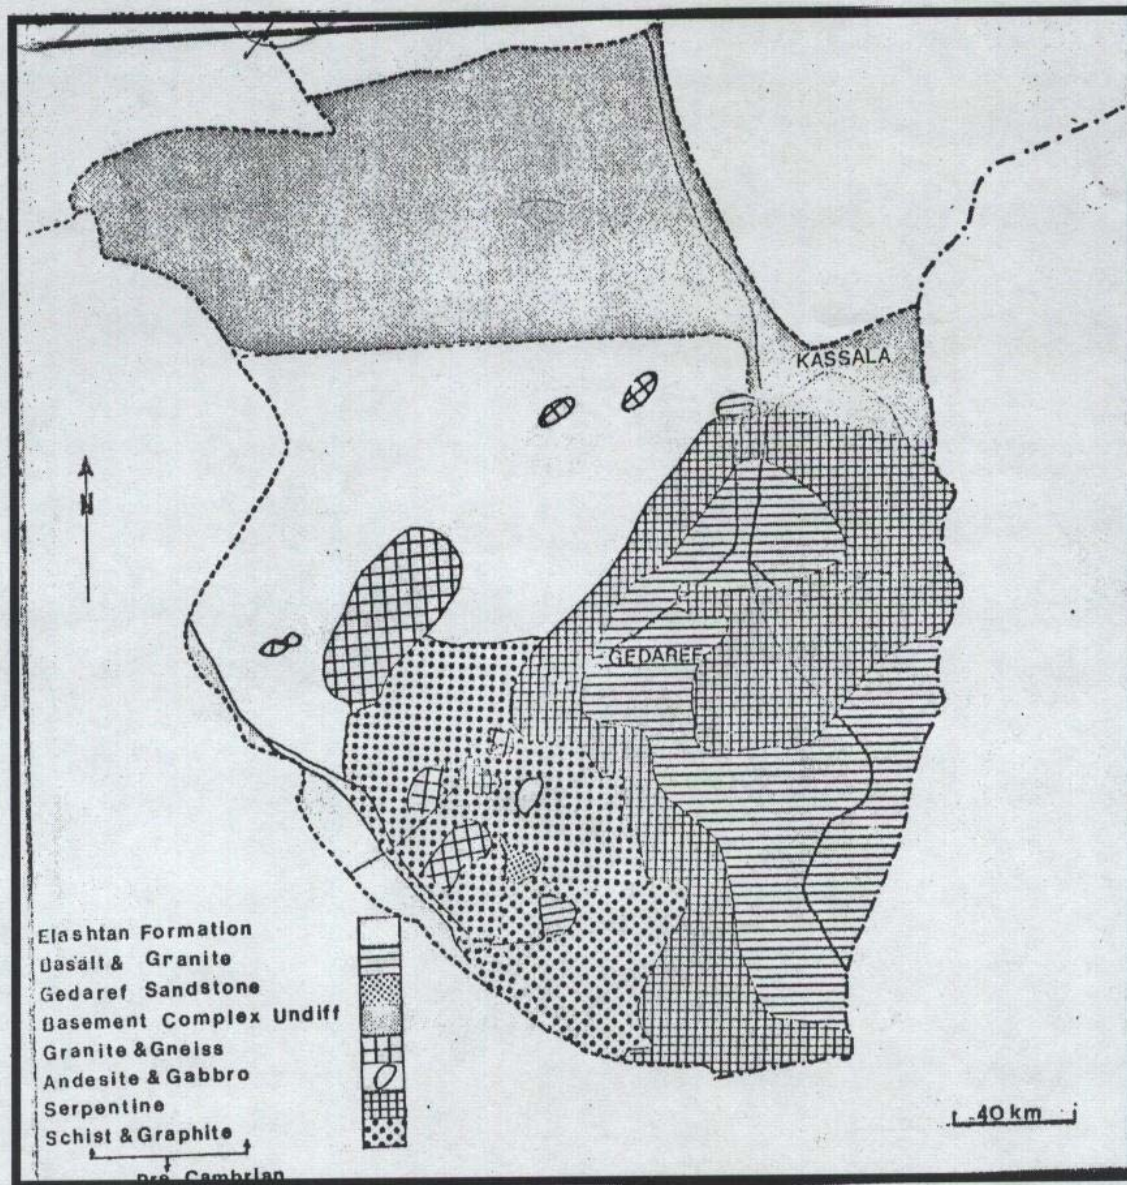 KASSALA
N
GEDAREF
Elashtan Formation
Basalt & Granite
Gedaref Sandstone
Basement Complex Undiff
Granite & Gneiss
Andesite & Gabbro
Serpentine
Schist & Graphite
Pre Cambrian
40 km